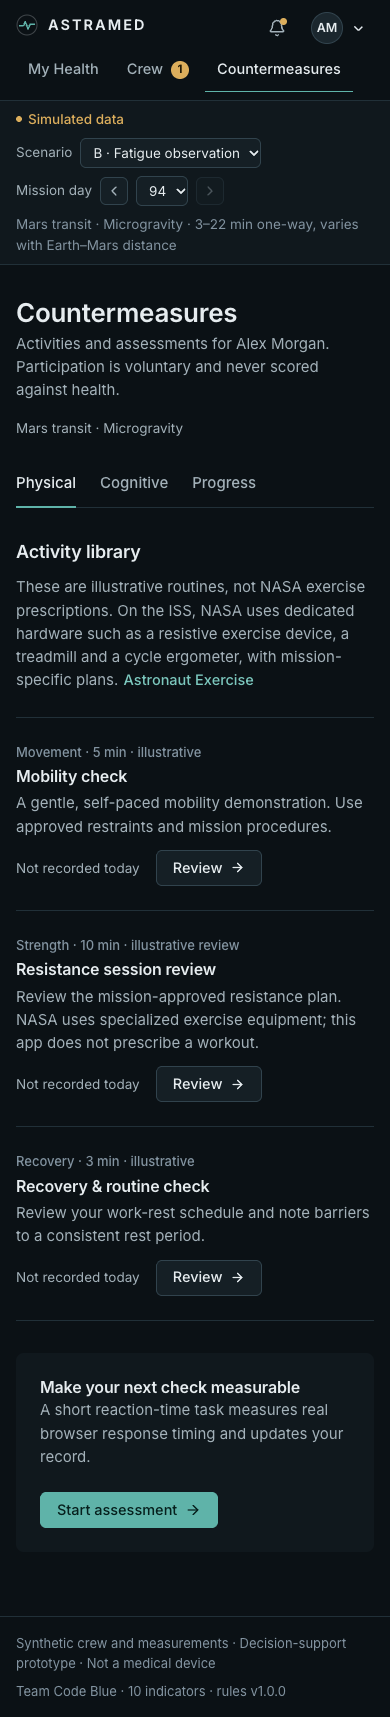 ASTRAMED
AM
My Health
Crew 1
Countermeasures
Simulated data
Scenario B · Fatigue observation
Mission day 94
Mars transit · Microgravity · 3–22 min one-way, varies
with Earth–Mars distance
Countermeasures
Activities and assessments for Alex Morgan.
Participation is voluntary and never scored
against health.
Mars transit · Microgravity
Physical Cognitive Progress
Activity library
These are illustrative routines, not NASA exercise
prescriptions. On the ISS, NASA uses dedicated
hardware such as a resistive exercise device, a
treadmill and a cycle ergometer, with mission-
specific plans. Astronaut Exercise
Movement · 5 min · illustrative
Mobility check
A gentle, self-paced mobility demonstration. Use
approved restraints and mission procedures.
Not recorded today Review →
Strength · 10 min · illustrative review
Resistance session review
Review the mission-approved resistance plan.
NASA uses specialized exercise equipment; this
app does not prescribe a workout.
Not recorded today Review →
Recovery · 3 min · illustrative
Recovery & routine check
Review your work-rest schedule and note barriers
to a consistent rest period.
Not recorded today Review →
Make your next check measurable
A short reaction-time task measures real
browser response timing and updates your
record.
Start assessment →
Synthetic crew and measurements · Decision-support
prototype · Not a medical device
Team Code Blue · 10 indicators · rules v1.0.0